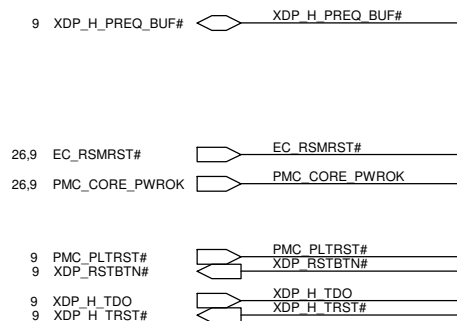 9 XDP_H_PREQ_BUF# XDP_H_PREQ_BUF#
26,9 EC_RSMRST# EC_RSMRST#
26,9 PMC_CORE_PWROK PMC_CORE_PWROK
9 PMC_PLTRST# PMC_PLTRST#
9 XDP_RSTBTN# XDP_RSTBTN#
9 XDP_H_TDO XDP_H_TDO
9 XDP_H_TRST# XDP_H_TRST#